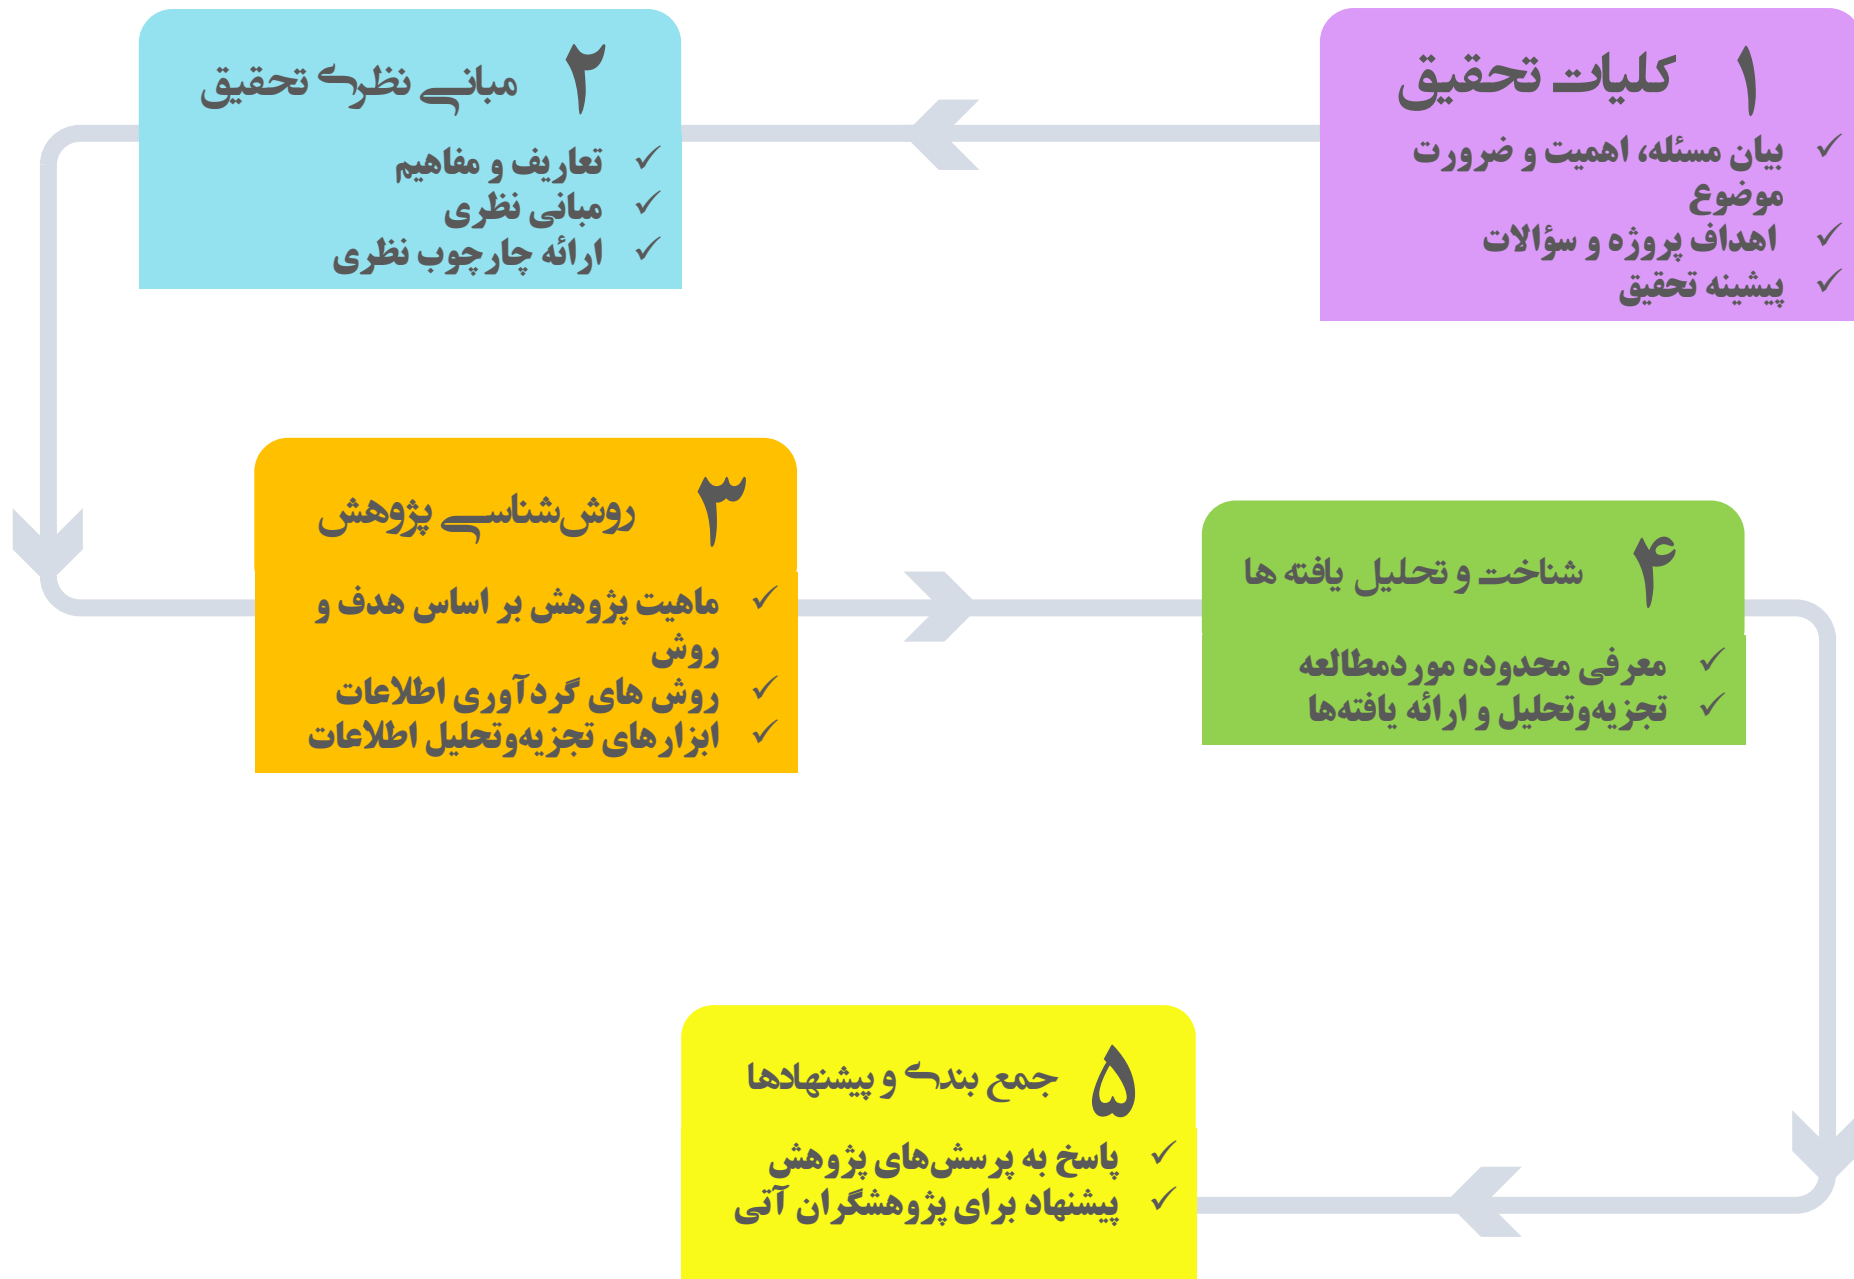 ۱ کلیات تحقیق
✓ بیان مسئله، اهمیت و ضرورت
موضوع
✓ اهداف پروژه و سؤالات
✓ پیشینه تحقیق
۲ مبانی نظری تحقیق
✓ تعاریف و مفاهیم
✓ مبانی نظری
✓ ارائه چارچوب نظری
۳ روش‌شناسی پژوهش
✓ ماهیت پژوهش بر اساس هدف و
روش
✓ روش های گردآوری اطلاعات
✓ ابزارهای تجزیه‌وتحلیل اطلاعات
۴ شناخت و تحلیل یافته ها
✓ معرفی محدوده موردمطالعه
✓ تجزیه‌وتحلیل و ارائه یافته‌ها
۵ جمع بندی و پیشنهادها
✓ پاسخ به پرسش‌های پژوهش
✓ پیشنهاد برای پژوهشگران آتی